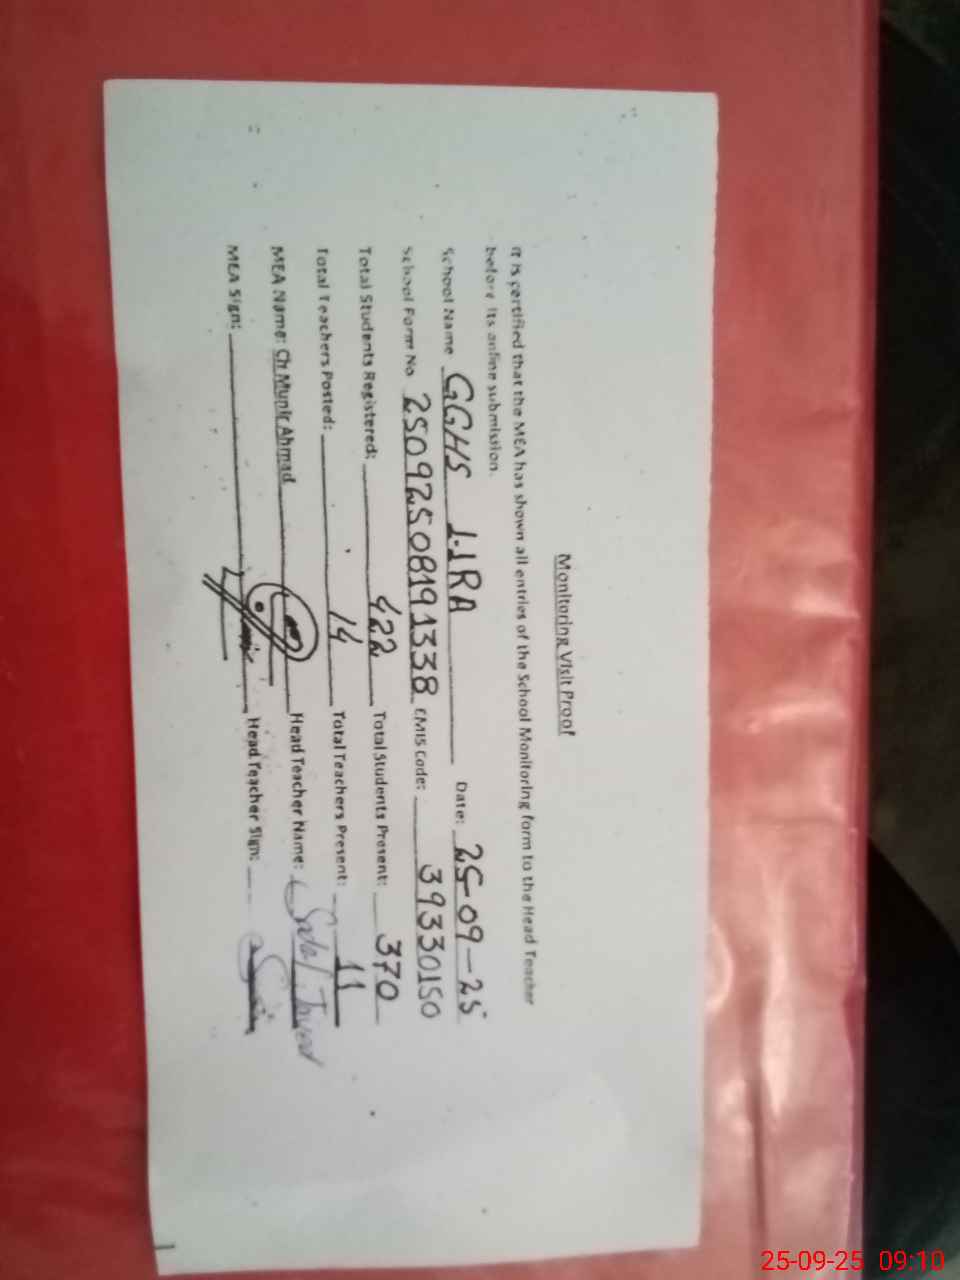 Monitoring Visit Proof
It is certified that the MEA has shown all entries of the School Monitoring form to the Head Teacher
before its online submission.
School Name GGHS 1.1RA Date: 25-09-25
School Form No. 25092508191338 EMIS Code: 39330150
Total Students Registered: 422 Total Students Present: 370
Total Teachers Posted: 14 Total Teachers Present: 11
MEA Name: Ch Munir Ahmad Head Teacher Name:
MEA Sign: Head Teacher Sign:
25-09-25 09:10